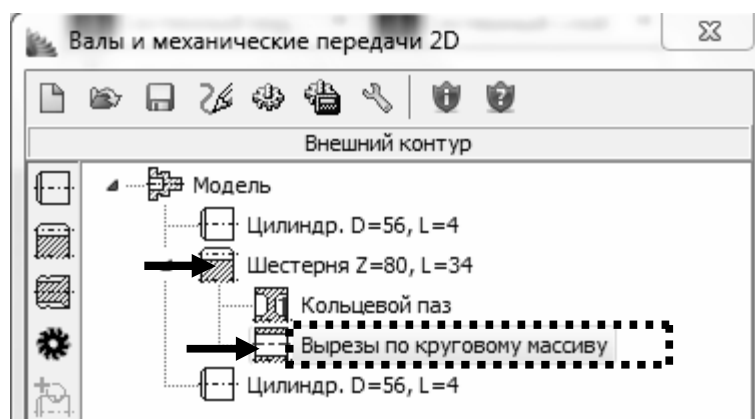 Валы и механические передачи 2D
Внешний контур
Модель
Цилиндр. D=56, L=4
Шестерня Z=80, L=34
Кольцевой паз
Вырезы по круговому массиву
Цилиндр. D=56, L=4